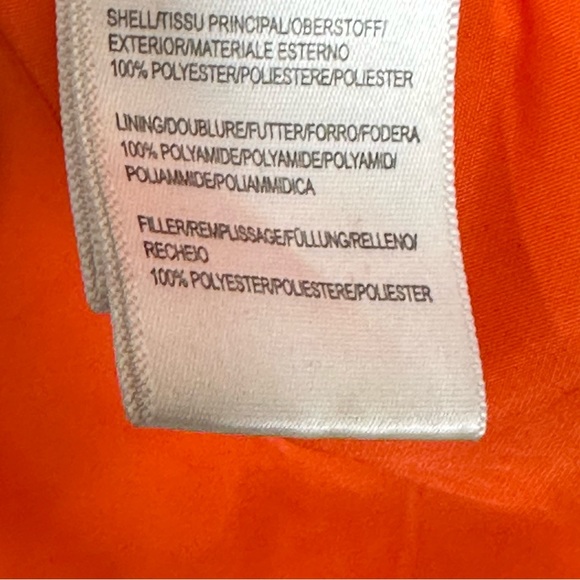 SHELL/TISSU PRINCIPAL/OBERSTOFF/
EXTERIOR/MATERIALE ESTERNO
100% POLYESTER/POLIESTERE/POLIESTER
LINING/DOUBLURE/FUTTER/FORRO/FODERA
100% POLYAMIDE/POLYAMIDE/POLYAMID/
POLIAMMIDE/POLIAMMIDICA
FILLER/REMPLISSAGE/FÜLLUNG/RELLENO/
RECHEIO
100% POLYESTER/POLIESTERE/POLIESTER